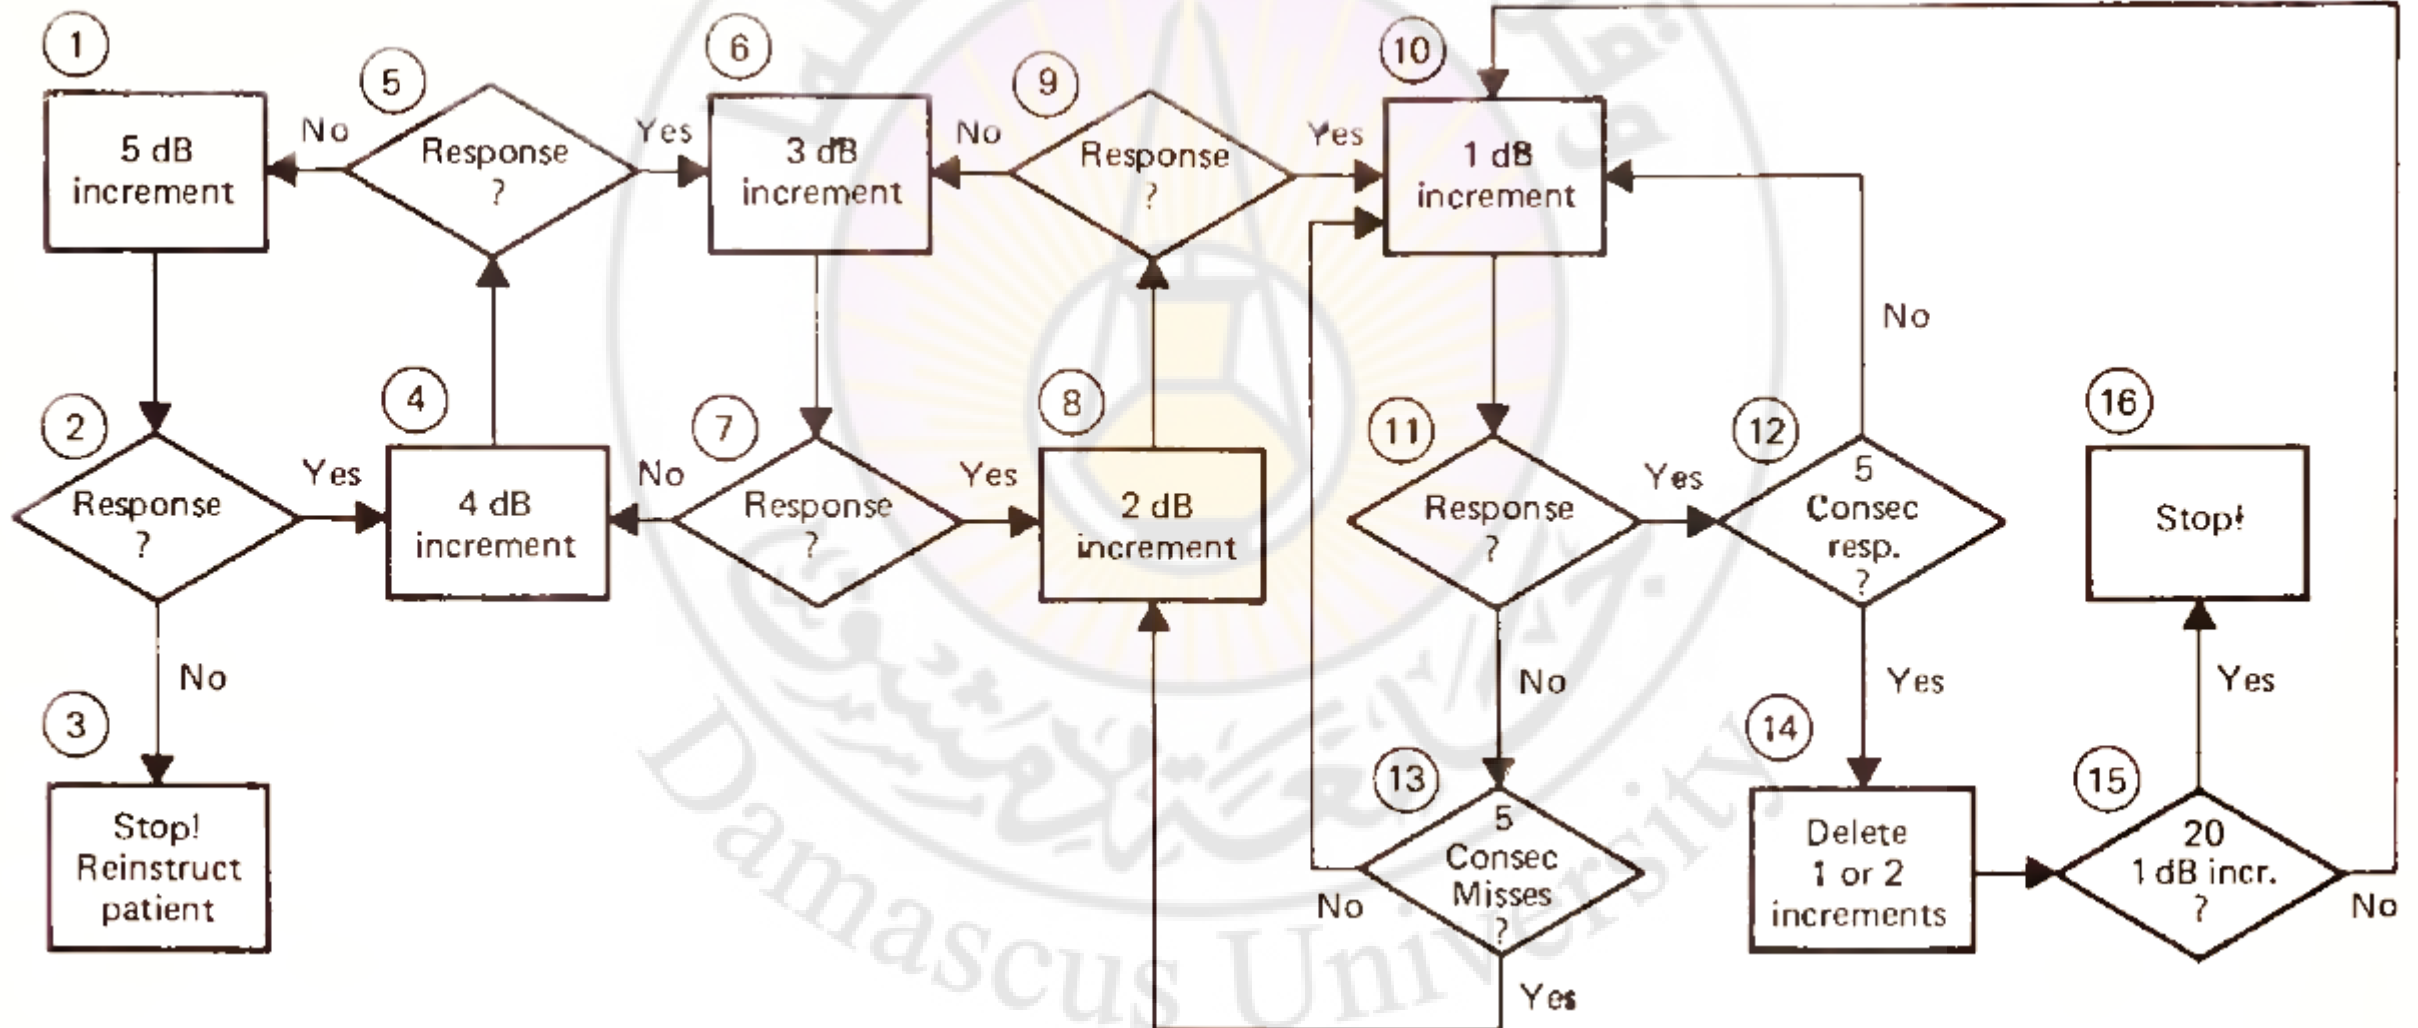 1
5 dB
increment
No
5
Response
?
Yes
6
3 dB
increment
No
9
Response
?
Yes
10
1 dB
increment
No
2
Response
?
Yes
4
4 dB
increment
No
7
Response
?
Yes
8
2 dB
increment
11
Response
?
Yes
12
5
Consec
resp.
?
16
Stop!
No
3
Stop!
Reinstruct
patient
No
13
5
Consec
Misses
?
No
Yes
Yes
14
Delete
1 or 2
increments
15
20
1 dB incr.
?
Yes
No
Damascus University